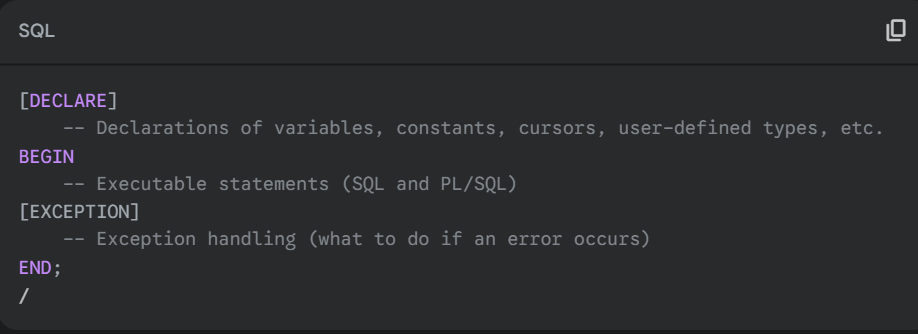 SQL
[DECLARE]
    -- Declarations of variables, constants, cursors, user-defined types, etc.
BEGIN
    -- Executable statements (SQL and PL/SQL)
[EXCEPTION]
    -- Exception handling (what to do if an error occurs)
END;
/